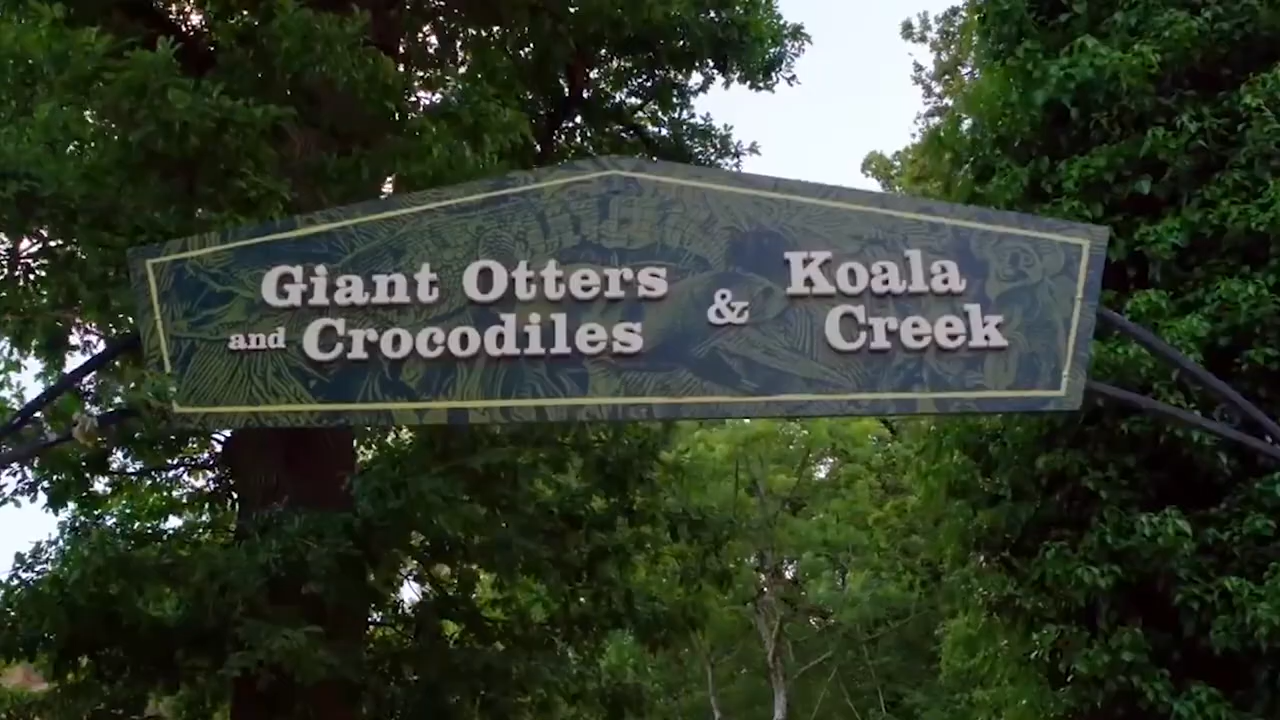 Giant Otters
and Crocodiles
&
Koala
Creek